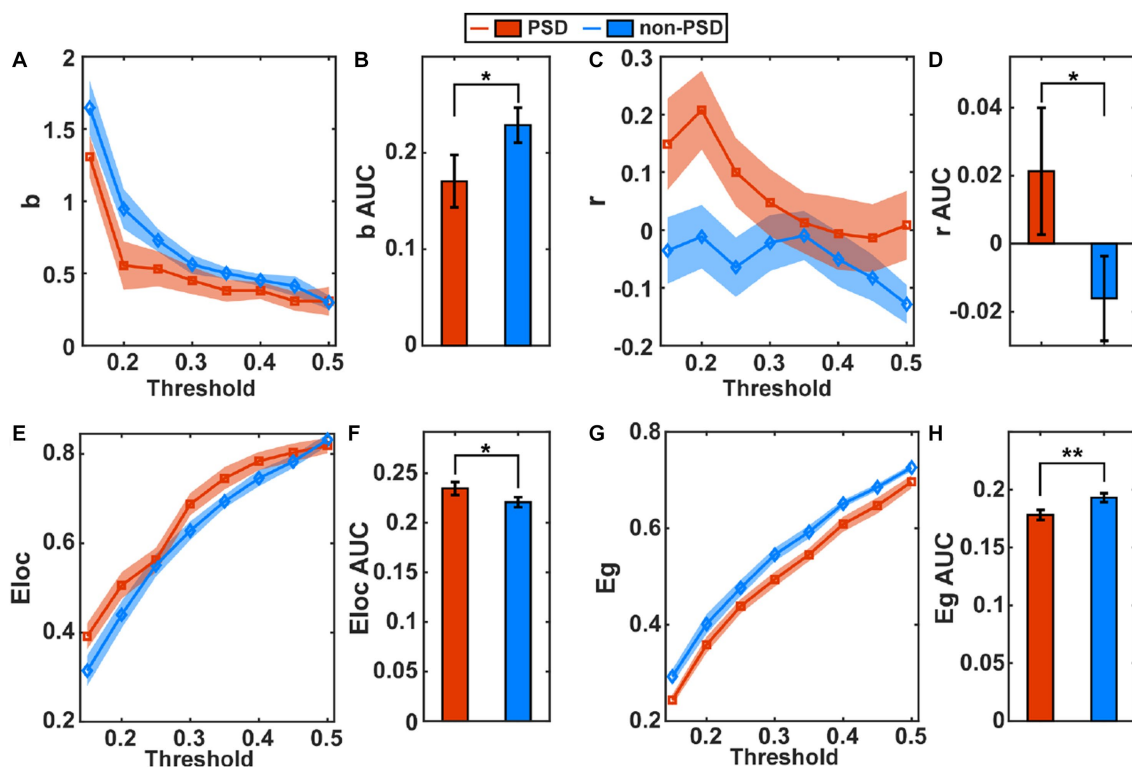 PSD non-PSD
A
b
2
1.5
1
0.5
0
0.2 0.3 0.4 0.5
Threshold
B
b AUC
0.2
0.1
0
*
C
r
0.3
0.2
0.1
0
-0.1
-0.2
0.2 0.3 0.4 0.5
Threshold
D
r AUC
0.04
0.02
0
-0.02
*
E
Eloc
0.8
0.6
0.4
0.2
0.2 0.3 0.4 0.5
Threshold
F
Eloc AUC
0.25
0.2
0.15
0.1
0.05
0
*
G
Eg
0.8
0.6
0.4
0.2
0.2 0.3 0.4 0.5
Threshold
H
Eg AUC
0.2
0.15
0.1
0.05
0
**